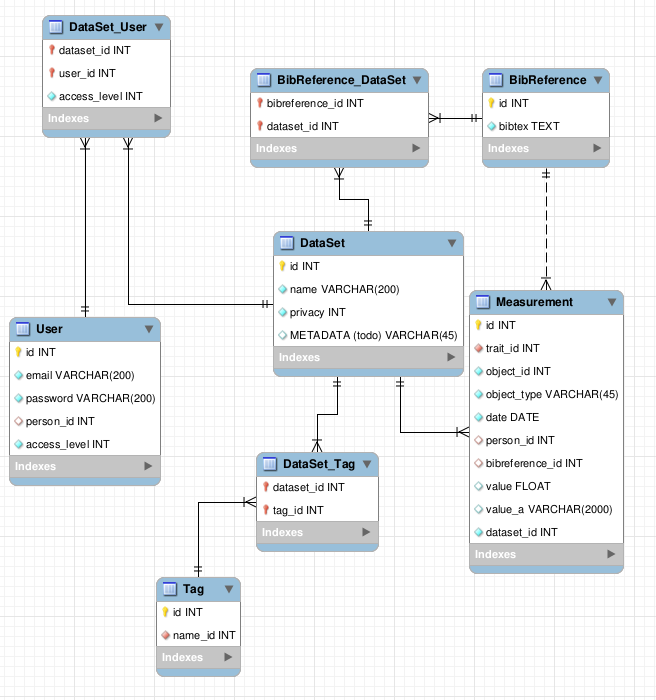 DataSet_User
dataset_id INT
user_id INT
access_level INT
Indexes
BibReference_DataSet
bibreference_id INT
dataset_id INT
Indexes
BibReference
id INT
bibtex TEXT
Indexes
DataSet
id INT
name VARCHAR(200)
privacy INT
METADATA (todo) VARCHAR(45)
Indexes
User
id INT
email VARCHAR(200)
password VARCHAR(200)
person_id INT
access_level INT
Indexes
Measurement
id INT
trait_id INT
object_id INT
object_type VARCHAR(45)
date DATE
person_id INT
bibreference_id INT
value FLOAT
value_a VARCHAR(2000)
dataset_id INT
Indexes
DataSet_Tag
dataset_id INT
tag_id INT
Indexes
Tag
id INT
name_id INT
Indexes